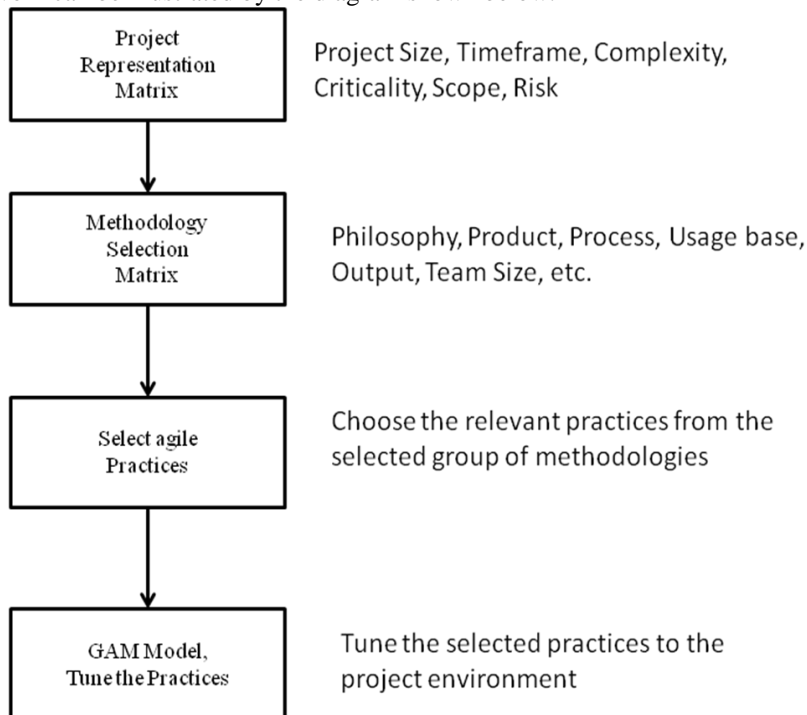 Project
Representation
Matrix
Project Size, Timeframe, Complexity,
Criticality, Scope, Risk
Methodology
Selection
Matrix
Philosophy, Product, Process, Usage base,
Output, Team Size, etc.
Select agile
Practices
Choose the relevant practices from the
selected group of methodologies
GAM Model,
Tune the Practices
Tune the selected practices to the
project environment